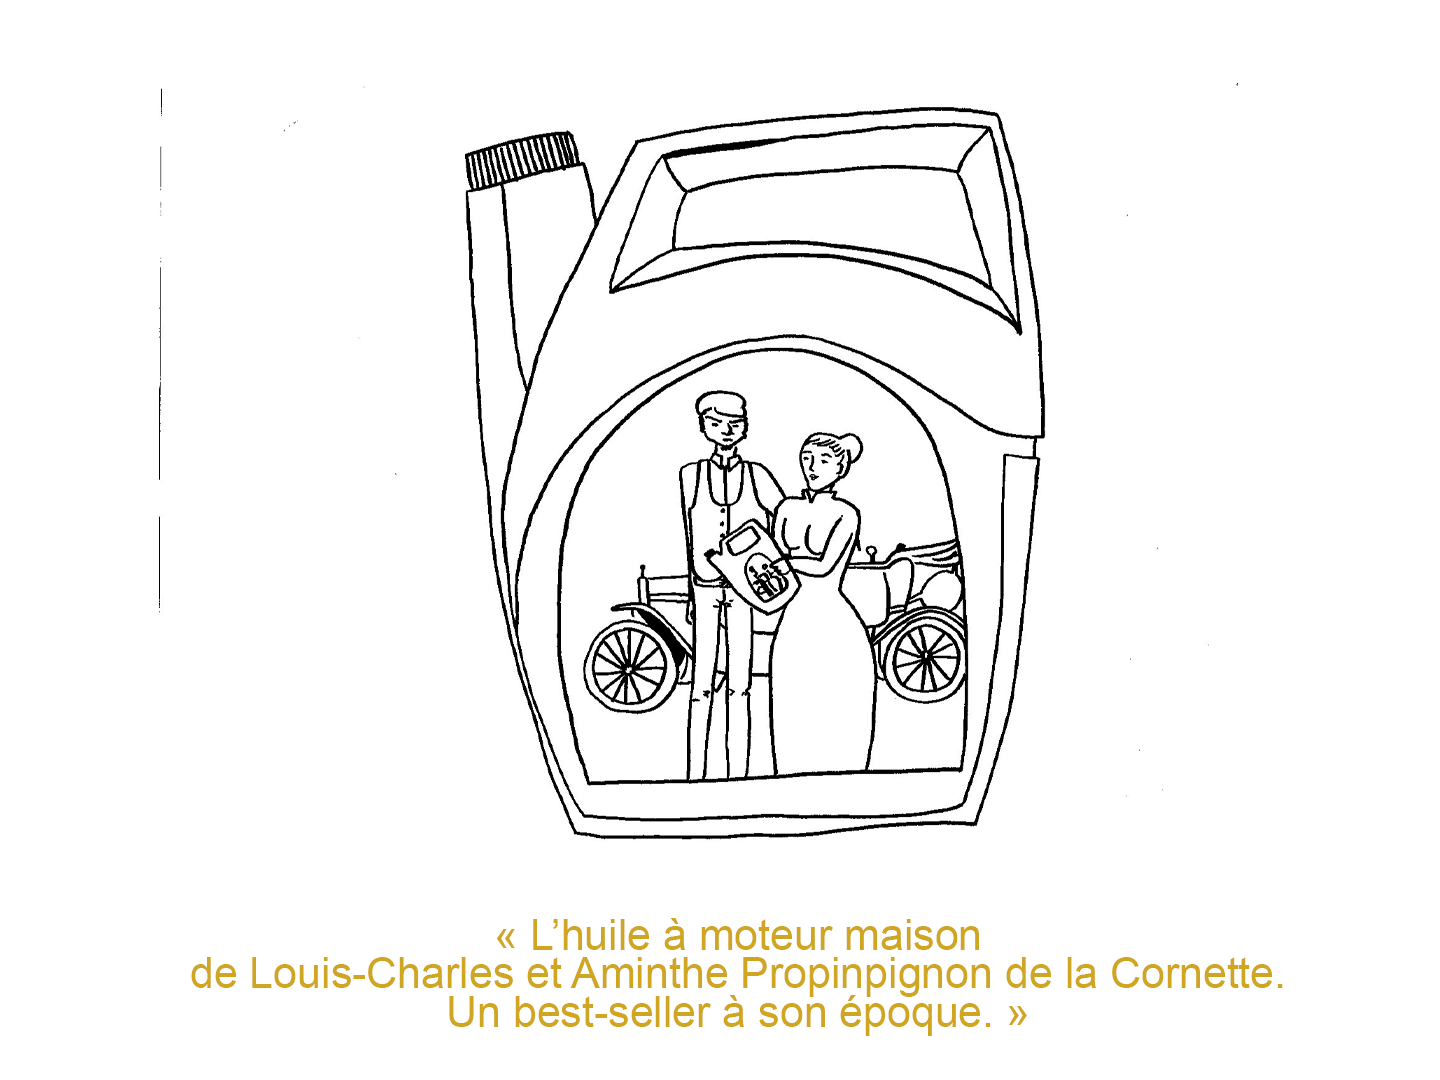 « L’huile à moteur maison
de Louis-Charles et Aminthe Propinpignon de la Cornette.
Un best-seller à son époque. »